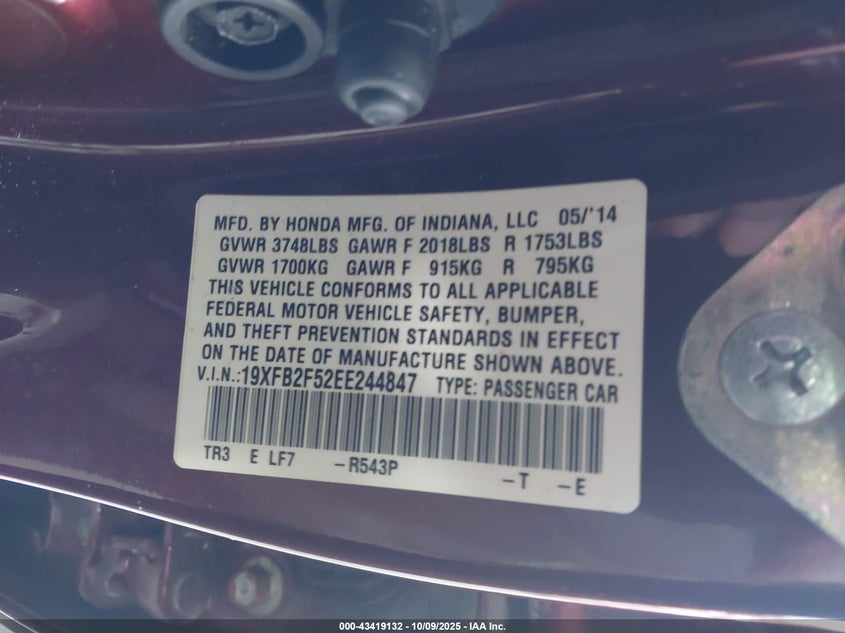 MFD. BY HONDA MFG. OF INDIANA, LLC 05/'14
GVWR 3748LBS GAWR F 2018LBS R 1753LBS
GVWR 1700KG GAWR F 915KG R 795KG
THIS VEHICLE CONFORMS TO ALL APPLICABLE
FEDERAL MOTOR VEHICLE SAFETY, BUMPER,
AND THEFT PREVENTION STANDARDS IN EFFECT
ON THE DATE OF MANUFACTURE SHOWN ABOVE.
V.I.N.:19XFB2F52EE244847 TYPE: PASSENGER CAR
TR3 E LF7 –R543P –T –E
000-43419132 - 10/09/2025 - IAA Inc.